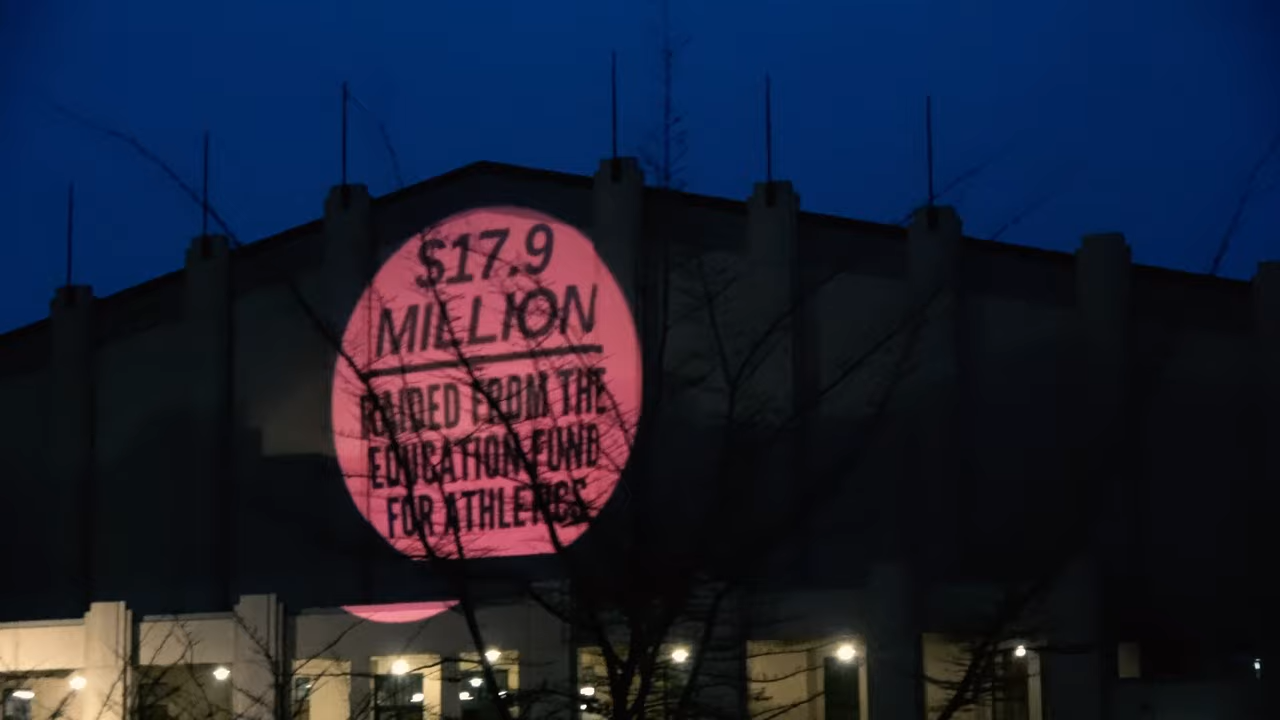 $17.9
MILLION
RAIDED FROM THE
EDUCATION FUND
FOR ATHLETICS